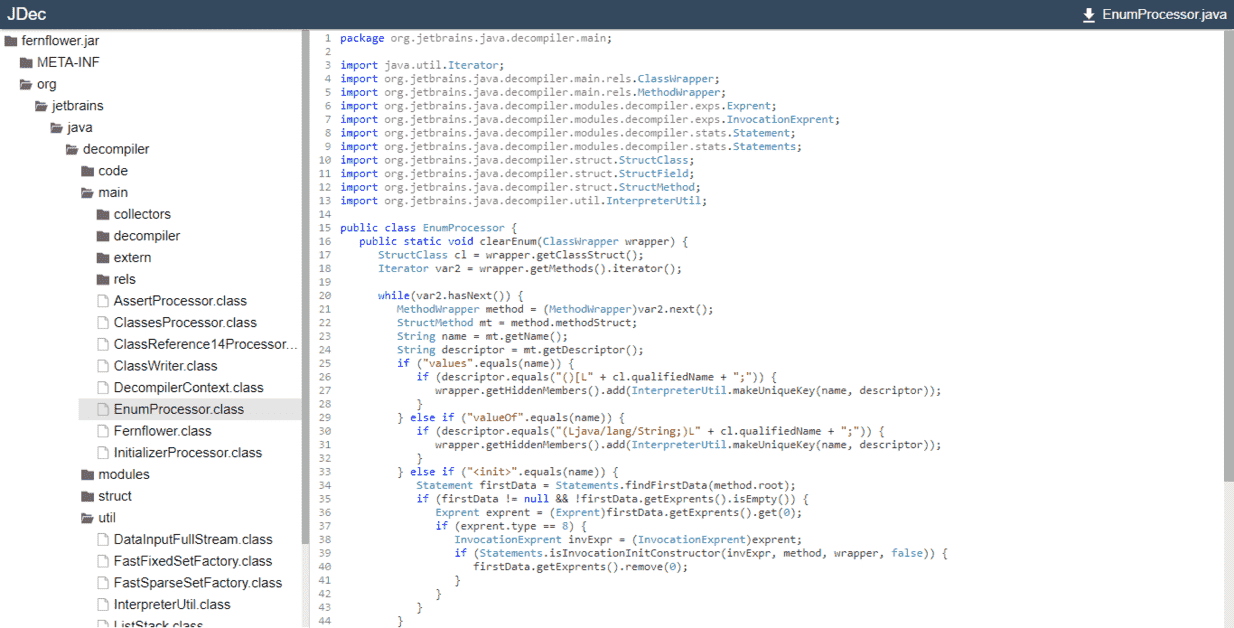 JDec
EnumProcessor.java
fernflower.jar
META-INF
org
jetbrains
java
decompiler
code
main
collectors
decompiler
extern
rels
AssertProcessor.class
ClassesProcessor.class
ClassReference14Processor...
ClassWriter.class
DecompilerContext.class
EnumProcessor.class
Fernflower.class
InitializerProcessor.class
modules
struct
util
DataInputFullStream.class
FastFixedSetFactory.class
FastSparseSetFactory.class
InterpreterUtil.class
ListStack.class
1 package org.jetbrains.java.decompiler.main;
2
3 import java.util.Iterator;
4 import org.jetbrains.java.decompiler.main.rels.ClassWrapper;
5 import org.jetbrains.java.decompiler.main.rels.MethodWrapper;
6 import org.jetbrains.java.decompiler.modules.decompiler.exps.Exprent;
7 import org.jetbrains.java.decompiler.modules.decompiler.exps.InvocationExprent;
8 import org.jetbrains.java.decompiler.modules.decompiler.stats.Statement;
9 import org.jetbrains.java.decompiler.modules.decompiler.stats.Statements;
10 import org.jetbrains.java.decompiler.struct.StructClass;
11 import org.jetbrains.java.decompiler.struct.StructField;
12 import org.jetbrains.java.decompiler.struct.StructMethod;
13 import org.jetbrains.java.decompiler.util.InterpreterUtil;
14
15 public class EnumProcessor {
16    public static void clearEnum(ClassWrapper wrapper) {
17       StructClass cl = wrapper.getClassStruct();
18       Iterator var2 = wrapper.getMethods().iterator();
19
20       while(var2.hasNext()) {
21          MethodWrapper method = (MethodWrapper)var2.next();
22          StructMethod mt = method.methodStruct;
23          String name = mt.getName();
24          String descriptor = mt.getDescriptor();
25          if ("values".equals(name)) {
26             if (descriptor.equals("()[L" + cl.qualifiedName + ";")) {
27                wrapper.getHiddenMembers().add(InterpreterUtil.makeUniqueKey(name, descriptor));
28             }
29          } else if ("valueOf".equals(name)) {
30             if (descriptor.equals("(Ljava/lang/String;)L" + cl.qualifiedName + ";")) {
31                wrapper.getHiddenMembers().add(InterpreterUtil.makeUniqueKey(name, descriptor));
32             }
33          } else if ("<init>".equals(name)) {
34             Statement firstData = Statements.findFirstData(method.root);
35             if (firstData != null && !firstData.getExprents().isEmpty()) {
36                Exprent exprent = (Exprent)firstData.getExprents().get(0);
37                if (exprent.type == 8) {
38                   InvocationExprent invExpr = (InvocationExprent)exprent;
39                   if (Statements.isInvocationInitConstructor(invExpr, method, wrapper, false)) {
40                      firstData.getExprents().remove(0);
41                   }
42                }
43             }
44          }